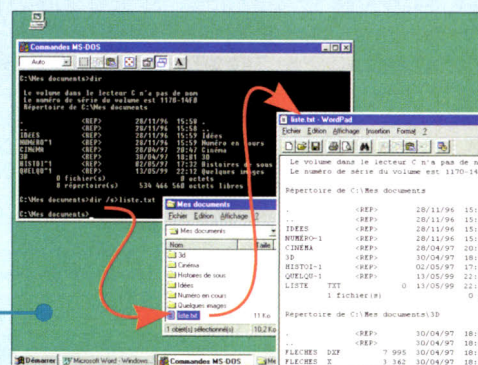 Commandes MS-DOS
Auto
C:\Mes documents>dir
Le volume dans le lecteur C n'a pas de nom
Le numéro de série du volume est 1170-14F0
Répertoire de C:\Mes documents
. <REP> 28/11/96 15:58 .
.. <REP> 28/11/96 15:58 ..
IDEES <REP> 28/11/96 15:59 Idées
NUMERO~1 <REP> 28/11/96 15:59 Numéro en cours
CINEMA <REP> 28/04/97 20:47 Cinéma
3D <REP> 30/04/97 18:01 3D
HISTOI~1 <REP> 02/05/97 17:32 Histoires de sous
QUELQU~1 <REP> 13/05/99 22:12 Quelques images
0 fichier(s) 0 octets
8 répertoire(s) 534 466 560 octets libres
C:\Mes documents>dir /s>liste.txt
C:\Mes documents>
Mes documents
Fichier Edition Affichage ?
Mes documents
Nom Taille
3d
Cinéma
Histoires de sous
Idées
Numéro en cours
Quelques images
liste.txt 11 Ko
1 objet(s) sélectionné(s) 10,2 Ko
liste.txt - WordPad
Fichier Edition Affichage Insertion Format ?
Le volume dans le lecteur C n'a pas de n
Le numéro de série du volume est 1170-14
Répertoire de C:\Mes documents
. <REP> 28/11/96 15:
.. <REP> 28/11/96 15:
IDEES <REP> 28/11/96 15:
NUMERO~1 <REP> 28/11/96 15:
CINEMA <REP> 28/04/97 20:
3D <REP> 30/04/97 18:
HISTOI~1 <REP> 02/05/97 17:
QUELQU~1 <REP> 13/05/99 22:
LISTE TXT 0 13/05/99 22:
1 fichier(s) 0
Répertoire de C:\Mes documents\3D
. <REP> 30/04/97 18:
.. <REP> 30/04/97 18:
FLECHES DXF 7 995 30/04/97 18:
FLECHES X 3 362 30/04/97 18:
Démarrer
Microsoft Word - Windows...
Commandes MS-DOS
Me